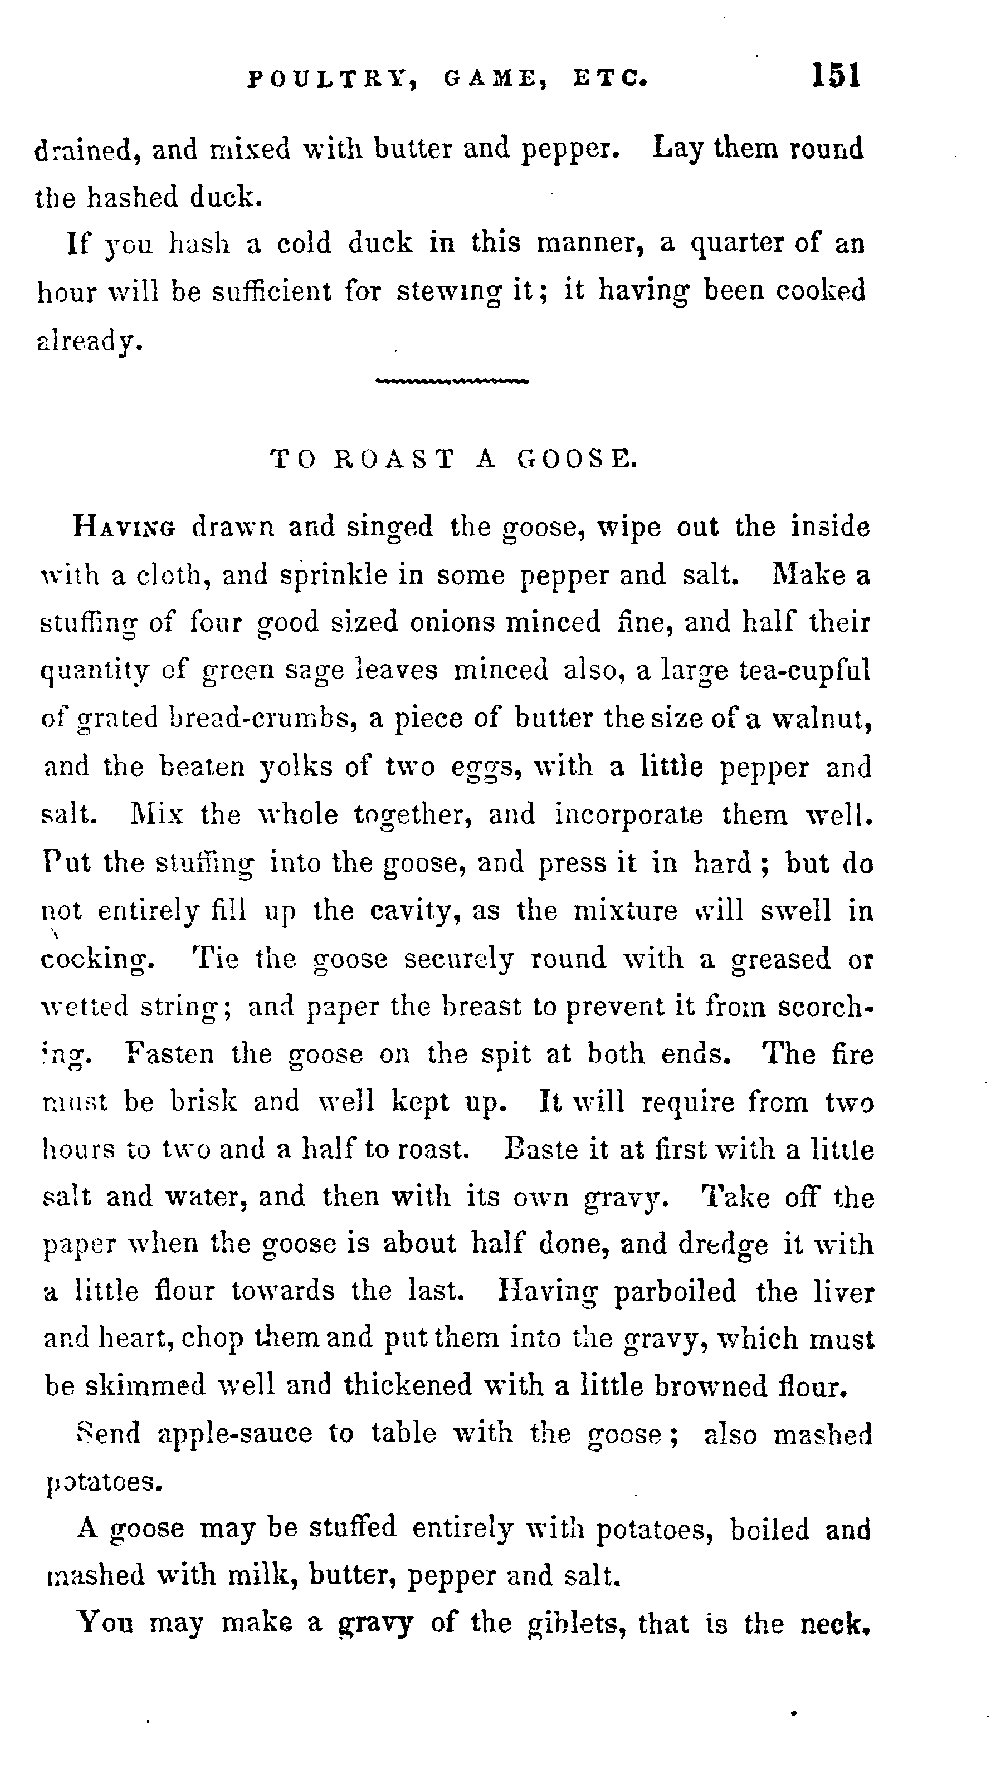 POULTRY, GAME, ETC. 151
drained, and mixed with butter and pepper. Lay them round
the hashed duck.
If you hash a cold duck in this manner, a quarter of an
hour will be sufficient for stewing it; it having been cooked
already.
TO ROAST A GOOSE.
HAVING drawn and singed the goose, wipe out the inside
with a cloth, and sprinkle in some pepper and salt. Make a
stuffing of four good sized onions minced fine, and half their
quantity of green sage leaves minced also, a large tea-cupful
of grated bread-crumbs, a piece of butter the size of a walnut,
and the beaten yolks of two eggs, with a little pepper and
salt. Mix the whole together, and incorporate them well.
Put the stuffing into the goose, and press it in hard; but do
not entirely fill up the cavity, as the mixture will swell in
cooking. Tie the goose securely round with a greased or
wetted string; and paper the breast to prevent it from scorch-
ing. Fasten the goose on the spit at both ends. The fire
must be brisk and well kept up. It will require from two
hours to two and a half to roast. Baste it at first with a little
salt and water, and then with its own gravy. Take off the
paper when the goose is about half done, and dredge it with
a little flour towards the last. Having parboiled the liver
and heart, chop them and put them into the gravy, which must
be skimmed well and thickened with a little browned flour.
Send apple-sauce to table with the goose; also mashed
potatoes.
A goose may be stuffed entirely with potatoes, boiled and
mashed with milk, butter, pepper and salt.
You may make a gravy of the giblets, that is the neck,